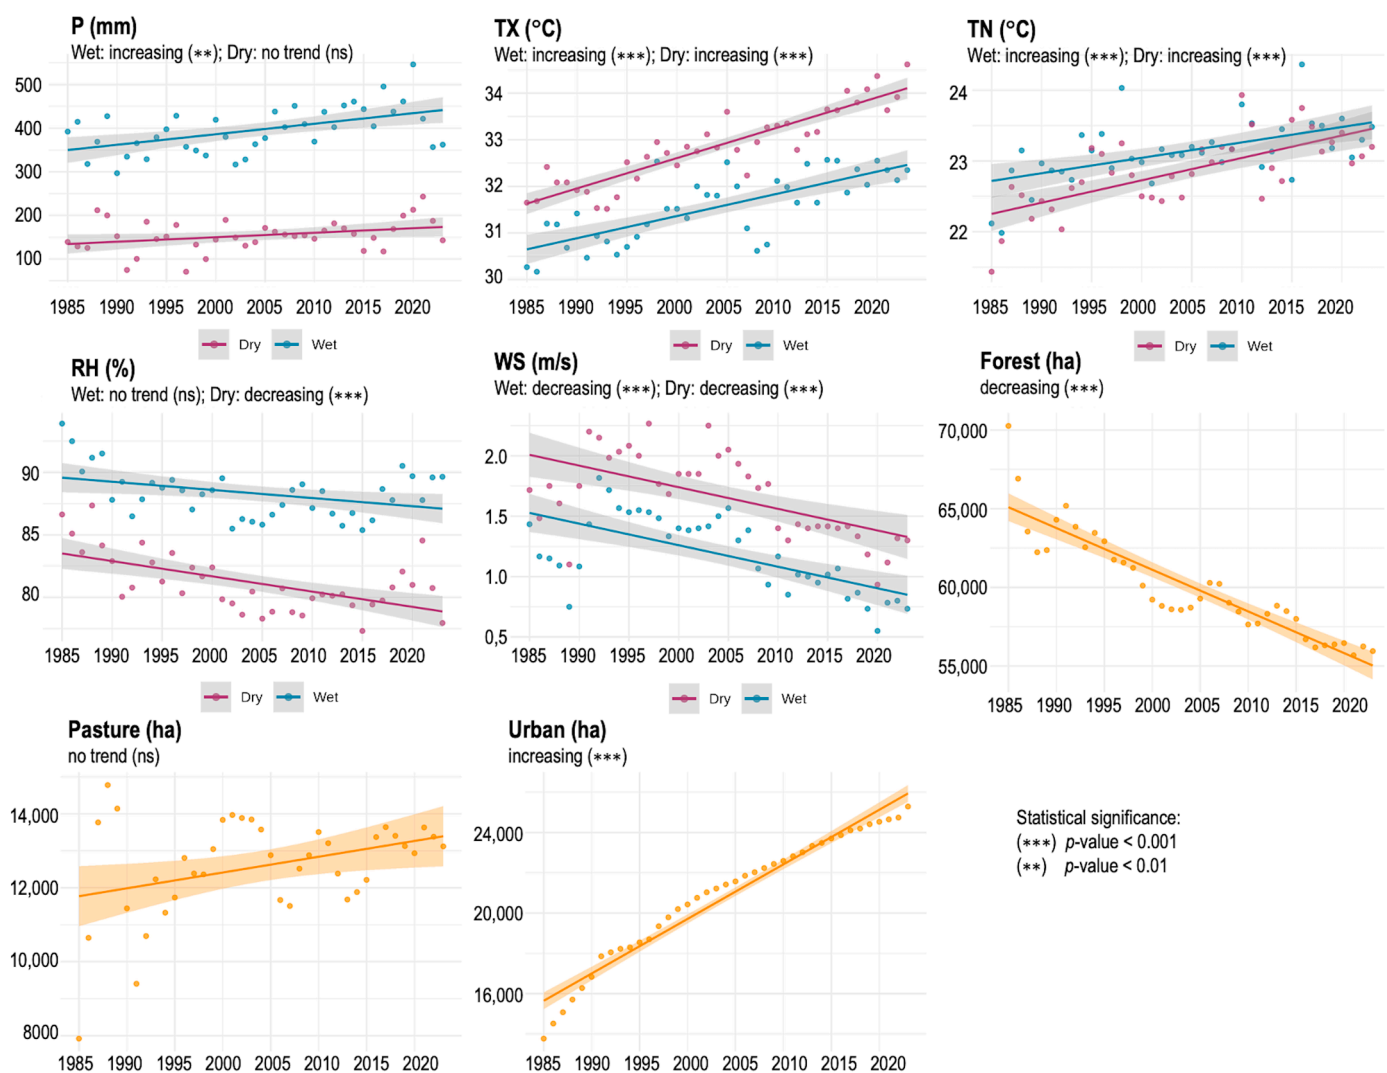 P (mm)
Wet: increasing (∗∗); Dry: no trend (ns)
500
400
300
200
100
1985 1990 1995 2000 2005 2010 2015 2020
Dry Wet
TX (°C)
Wet: increasing (∗∗∗); Dry: increasing (∗∗∗)
34
33
32
31
30
1985 1990 1995 2000 2005 2010 2015 2020
Dry Wet
TN (°C)
Wet: increasing (∗∗∗); Dry: increasing (∗∗∗)
24
23
22
1985 1990 1995 2000 2005 2010 2015 2020
Dry Wet
RH (%)
Wet: no trend (ns); Dry: decreasing (∗∗∗)
90
85
80
1985 1990 1995 2000 2005 2010 2015 2020
Dry Wet
WS (m/s)
Wet: decreasing (∗∗∗); Dry: decreasing (∗∗∗)
2.0
1.5
1.0
0,5
1985 1990 1995 2000 2005 2010 2015 2020
Dry Wet
Forest (ha)
decreasing (∗∗∗)
70,000
65,000
60,000
55,000
1985 1990 1995 2000 2005 2010 2015 2020
Pasture (ha)
no trend (ns)
14,000
12,000
10,000
8000
1985 1990 1995 2000 2005 2010 2015 2020
Urban (ha)
increasing (∗∗∗)
24,000
20,000
16,000
1985 1990 1995 2000 2005 2010 2015 2020
Statistical significance:
(∗∗∗) p-value < 0.001
(∗∗) p-value < 0.01